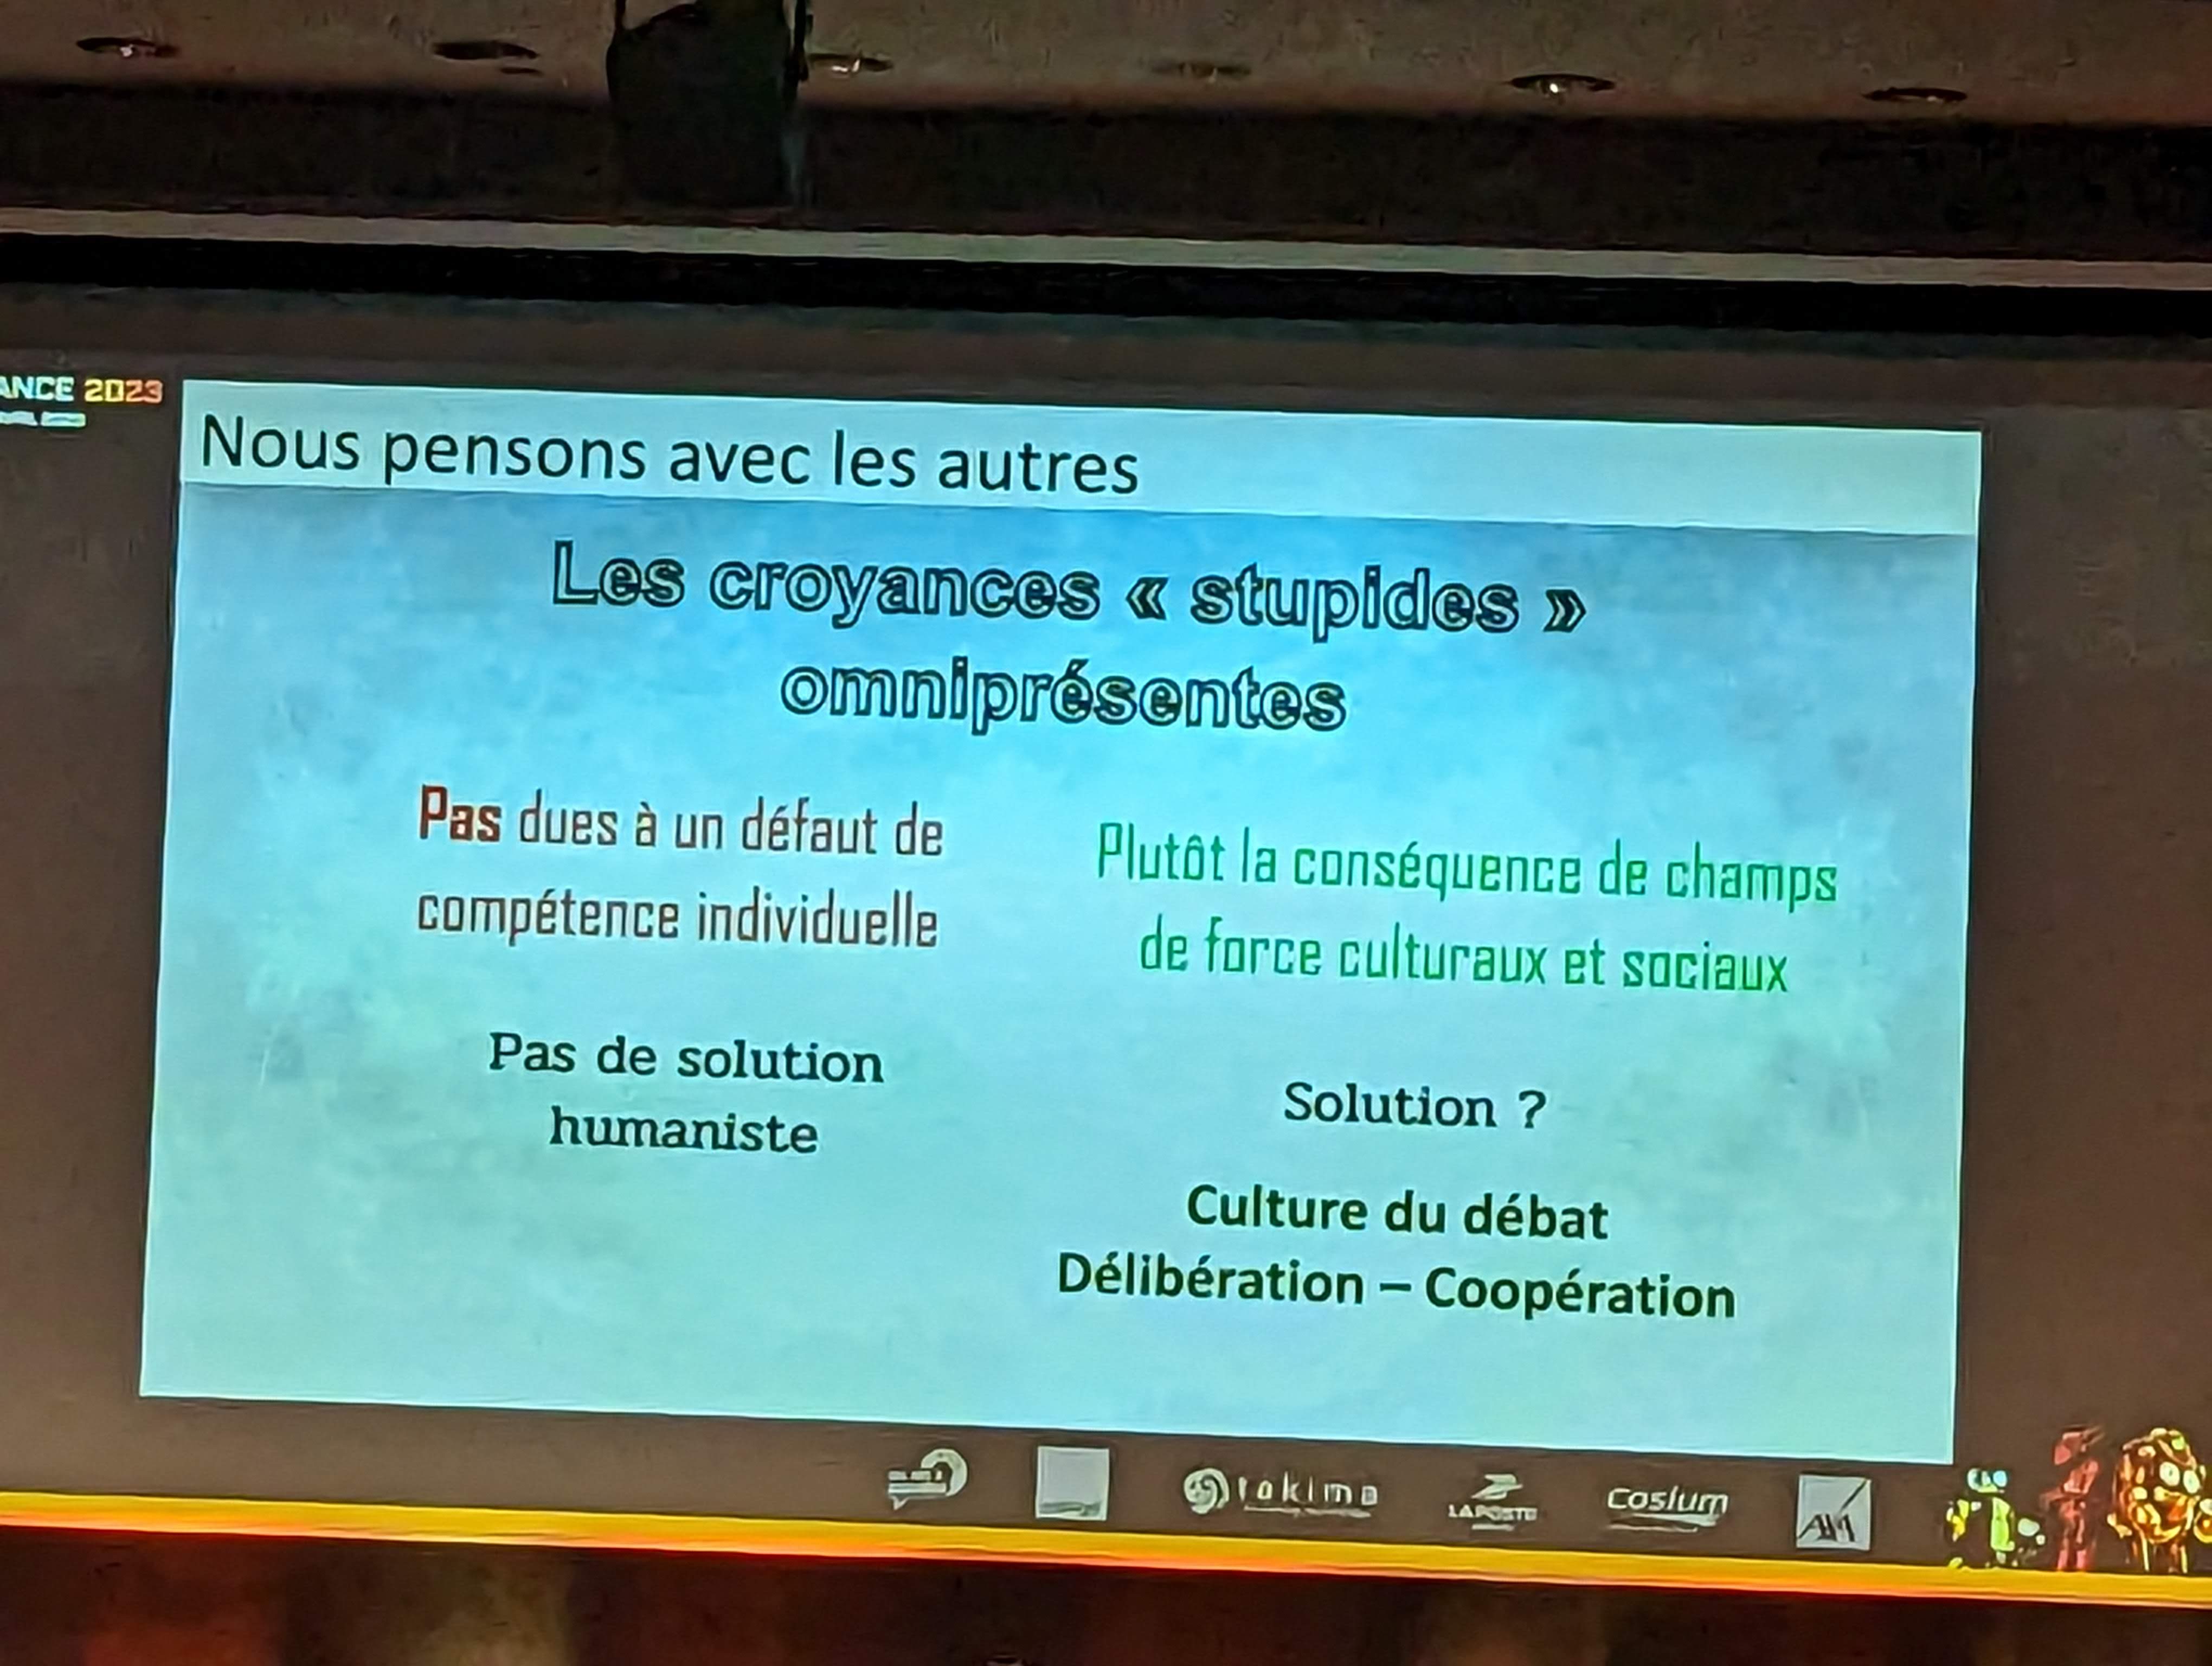 ANCE 2023
Nous pensons avec les autres
Les croyances « stupides »
omniprésentes
Pas dues à un défaut de
compétence individuelle
Plutôt la conséquence de champs
de force culturaux et sociaux
Pas de solution
humaniste
Solution ?
Culture du débat
Délibération – Coopération
takima
LA POSTE
Coslum